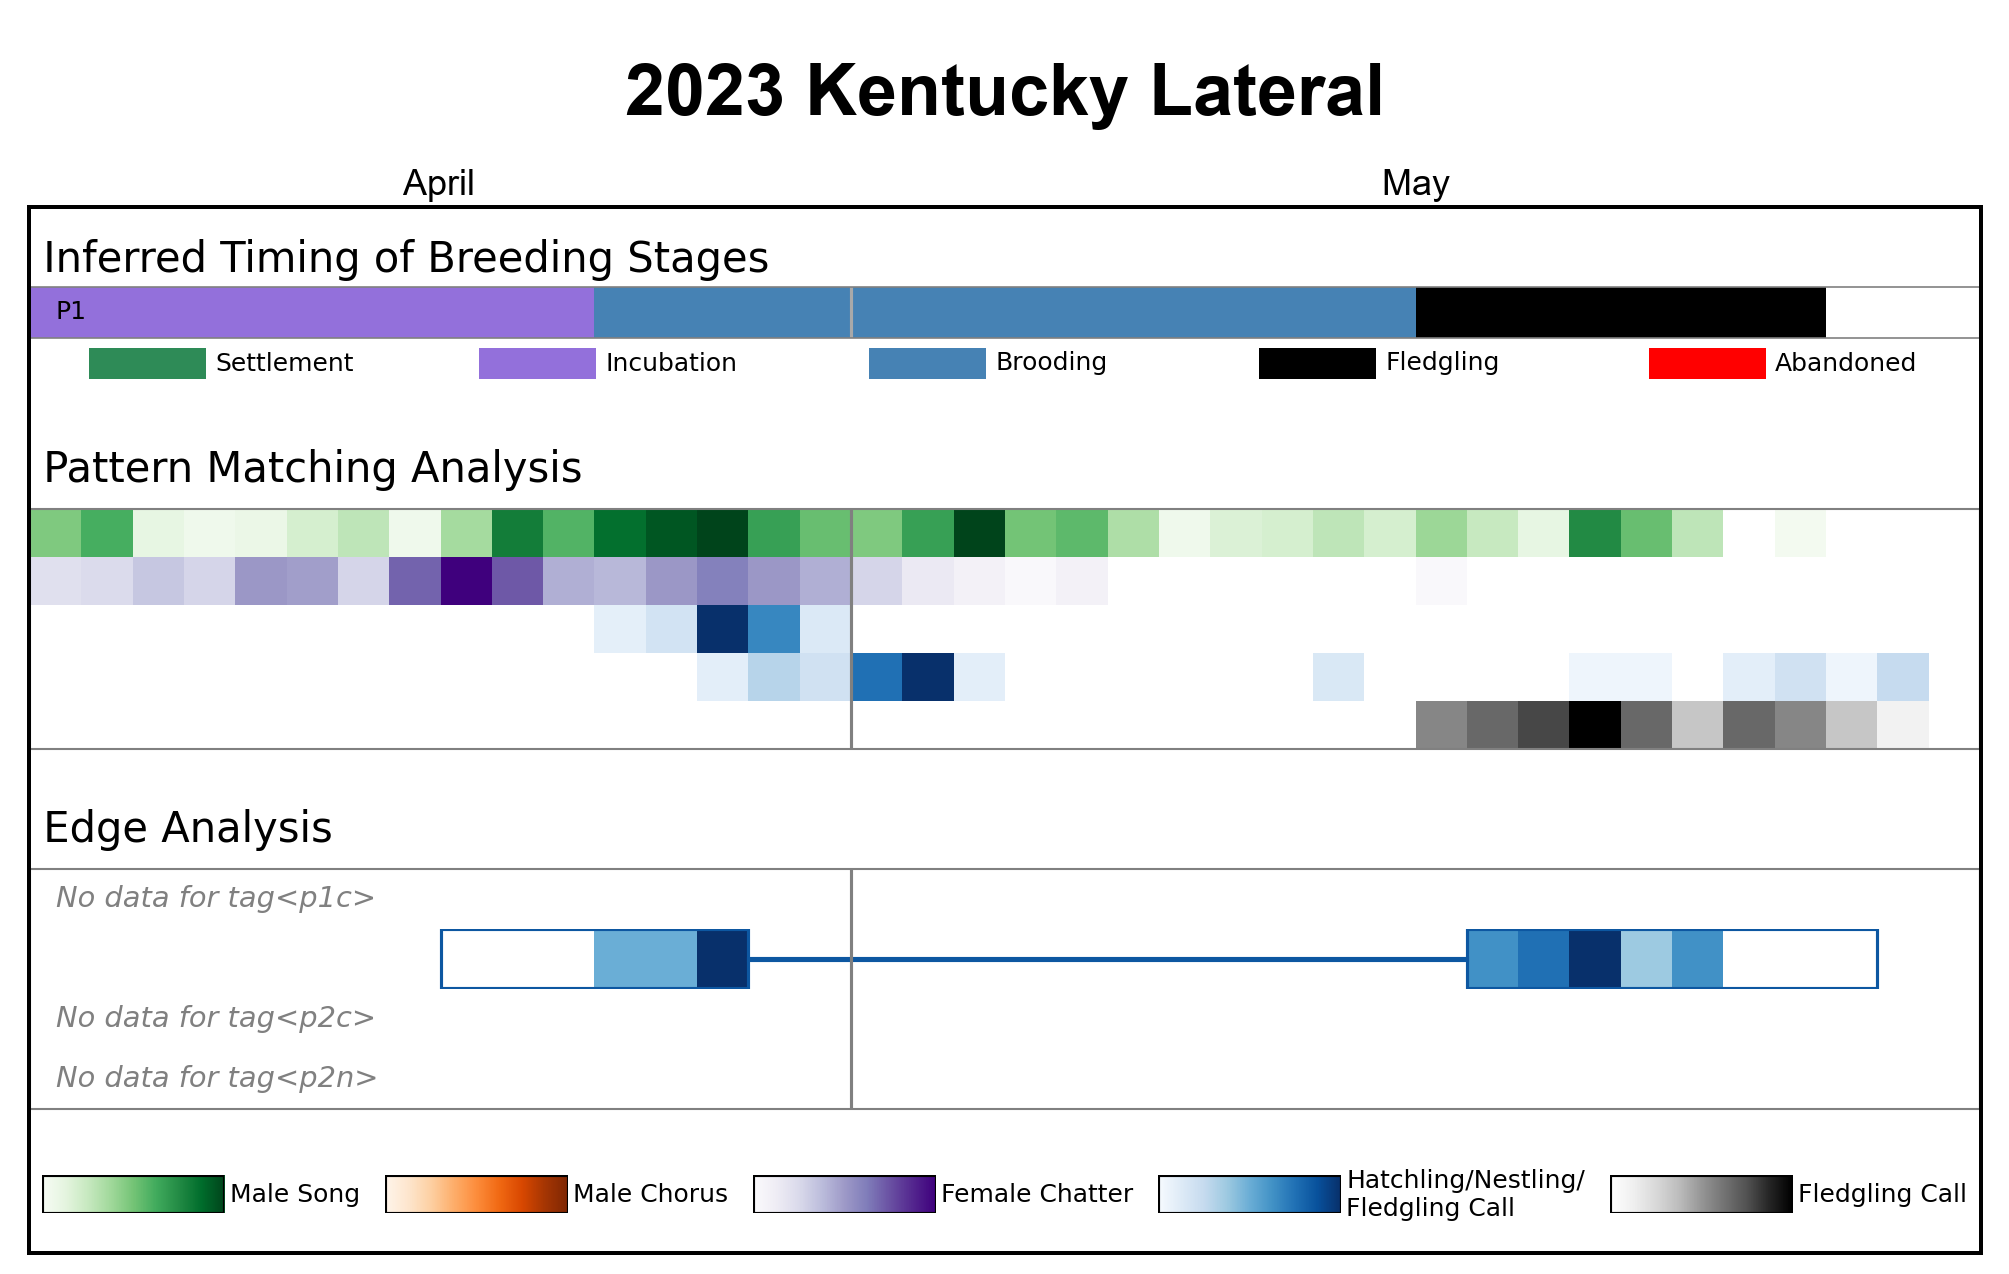 2023 Kentucky Lateral
April
May
Inferred Timing of Breeding Stages
P1
Settlement
Incubation
Brooding
Fledgling
Abandoned
Pattern Matching Analysis
Edge Analysis
No data for tag<p1c>
No data for tag<p2c>
No data for tag<p2n>
Male Song
Male Chorus
Female Chatter
Hatchling/Nestling/
Fledgling Call
Fledgling Call